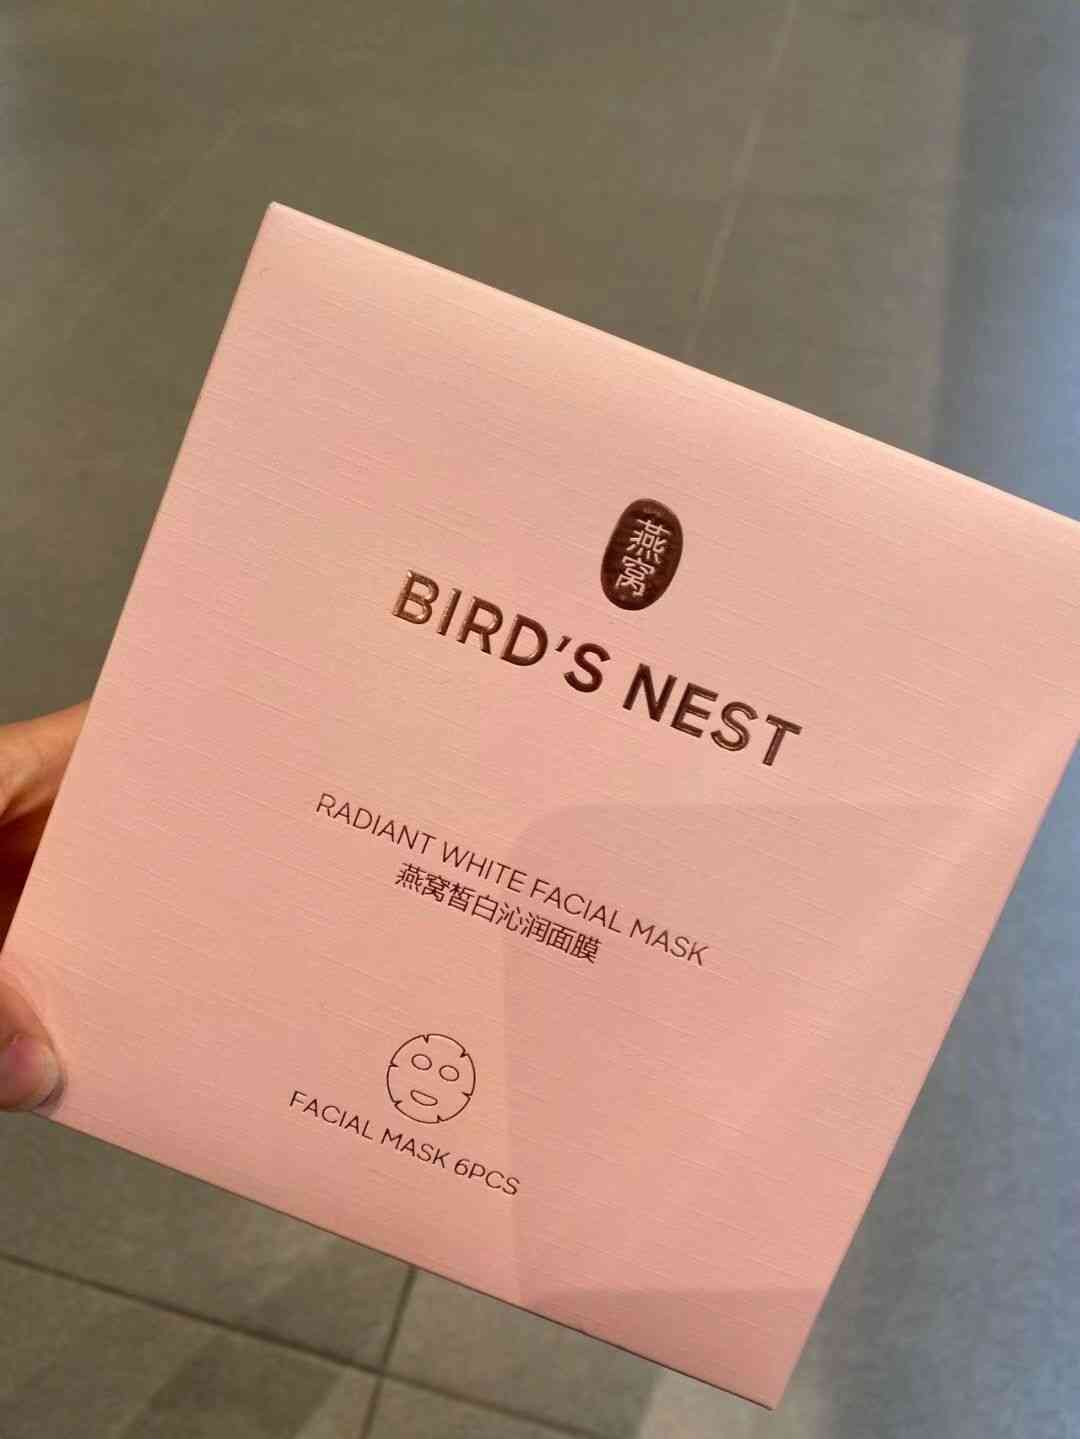 燕窝
BIRD'S NEST
RADIANT WHITE FACIAL MASK
燕窝皙白沁润面膜
FACIAL MASK 6PCS